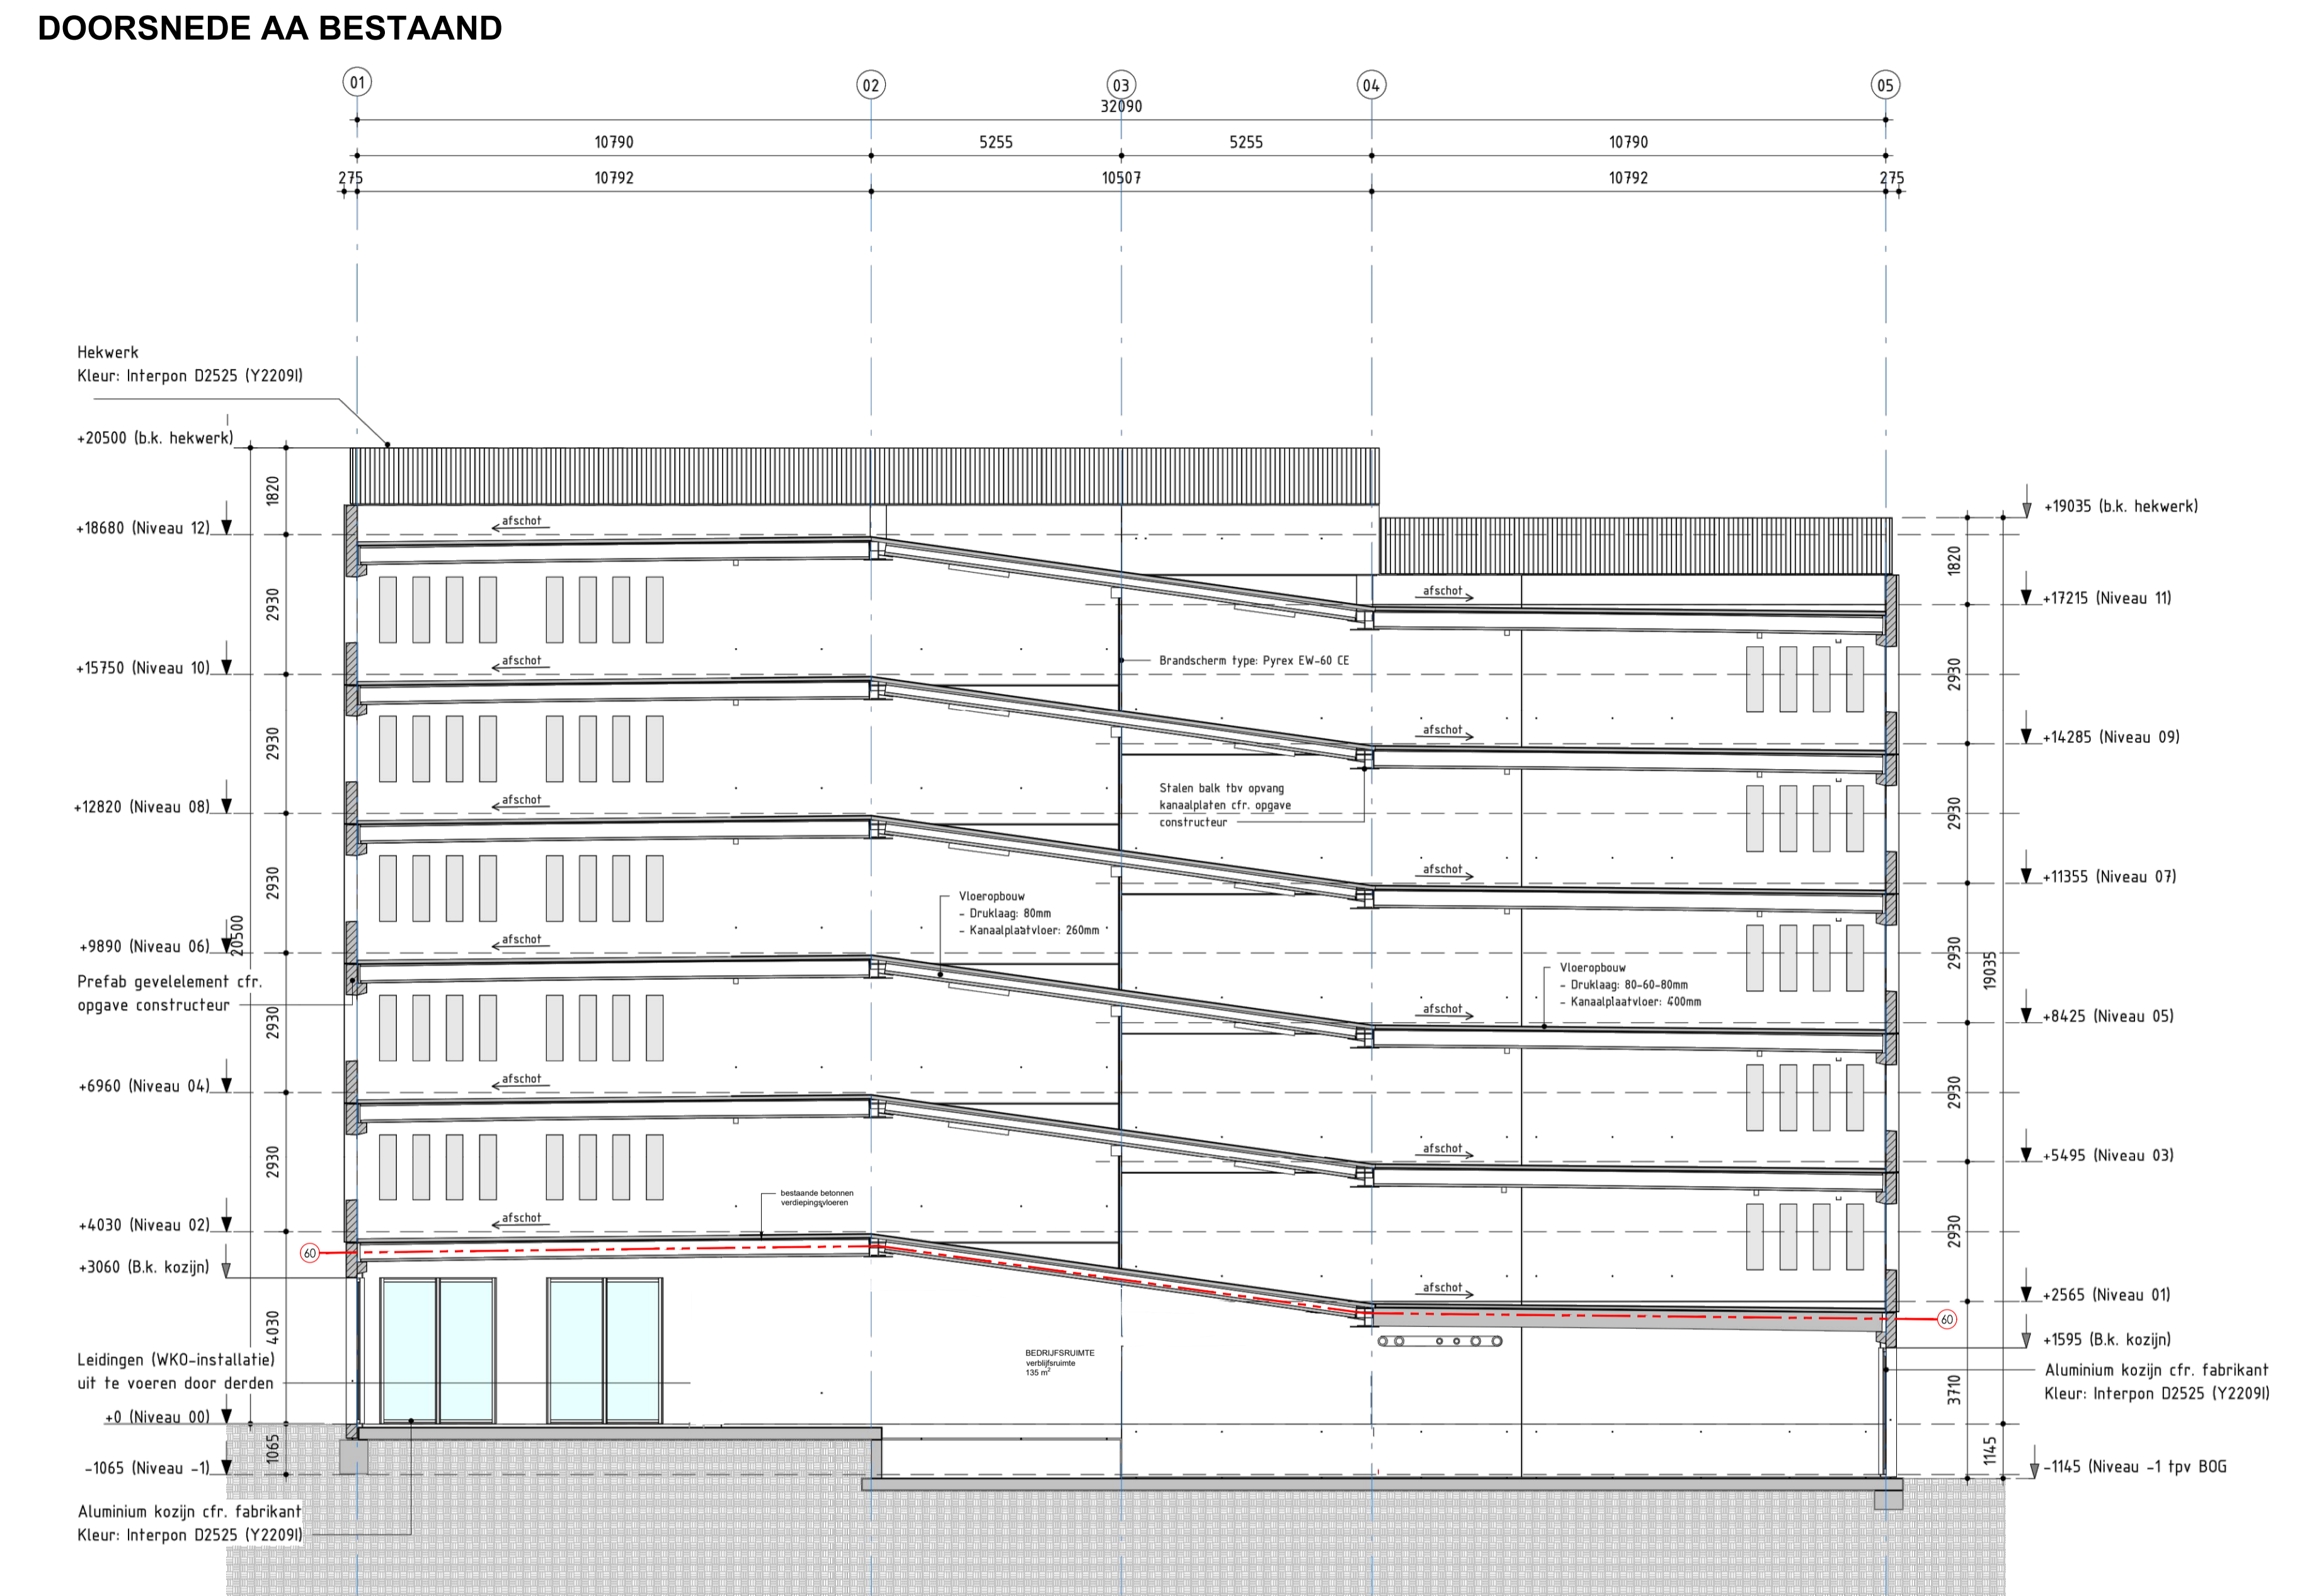 DOORSNEDE AA BESTAAND
01
02
03
04
05
32090
10790
5255
5255
10790
275
10792
10507
10792
275
Hekwerk
Kleur: Interpon D2525 (Y2209I)
+20500 (b.k. hekwerk)
1820
+18680 (Niveau 12)
2930
+15750 (Niveau 10)
2930
+12820 (Niveau 08)
2930
+9890 (Niveau 06)
20500
Prefab gevelelement cfr.
opgave constructeur
2930
+6960 (Niveau 04)
2930
+4030 (Niveau 02)
60
+3060 (B.k. kozijn)
4030
Leidingen (WKO-installatie)
uit te voeren door derden
+0 (Niveau 00)
1065
-1065 (Niveau -1)
Aluminium kozijn cfr. fabrikant
Kleur: Interpon D2525 (Y2209I)
afschot
afschot
afschot
afschot
afschot
afschot
bestaande betonnen
verdiepingsvloeren
Vloeropbouw
- Druklaag: 80mm
- Kanaalplaatvloer: 260mm
Brandscherm type: Pyrex EW-60 CE
Stalen balk tbv opvang
kanaalplaten cfr. opgave
constructeur
BEDRIJFSRUIMTE
verblijfsruimte
135 m²
afschot
afschot
afschot
afschot
afschot
afschot
Vloeropbouw
- Druklaag: 80-60-80mm
- Kanaalplaatvloer: 400mm
+19035 (b.k. hekwerk)
1820
+17215 (Niveau 11)
2930
+14285 (Niveau 09)
2930
+11355 (Niveau 07)
2930
19035
+8425 (Niveau 05)
2930
+5495 (Niveau 03)
2930
+2565 (Niveau 01)
60
+1595 (B.k. kozijn)
Aluminium kozijn cfr. fabrikant
Kleur: Interpon D2525 (Y2209I)
3710
1145
-1145 (Niveau -1 tpv BOG